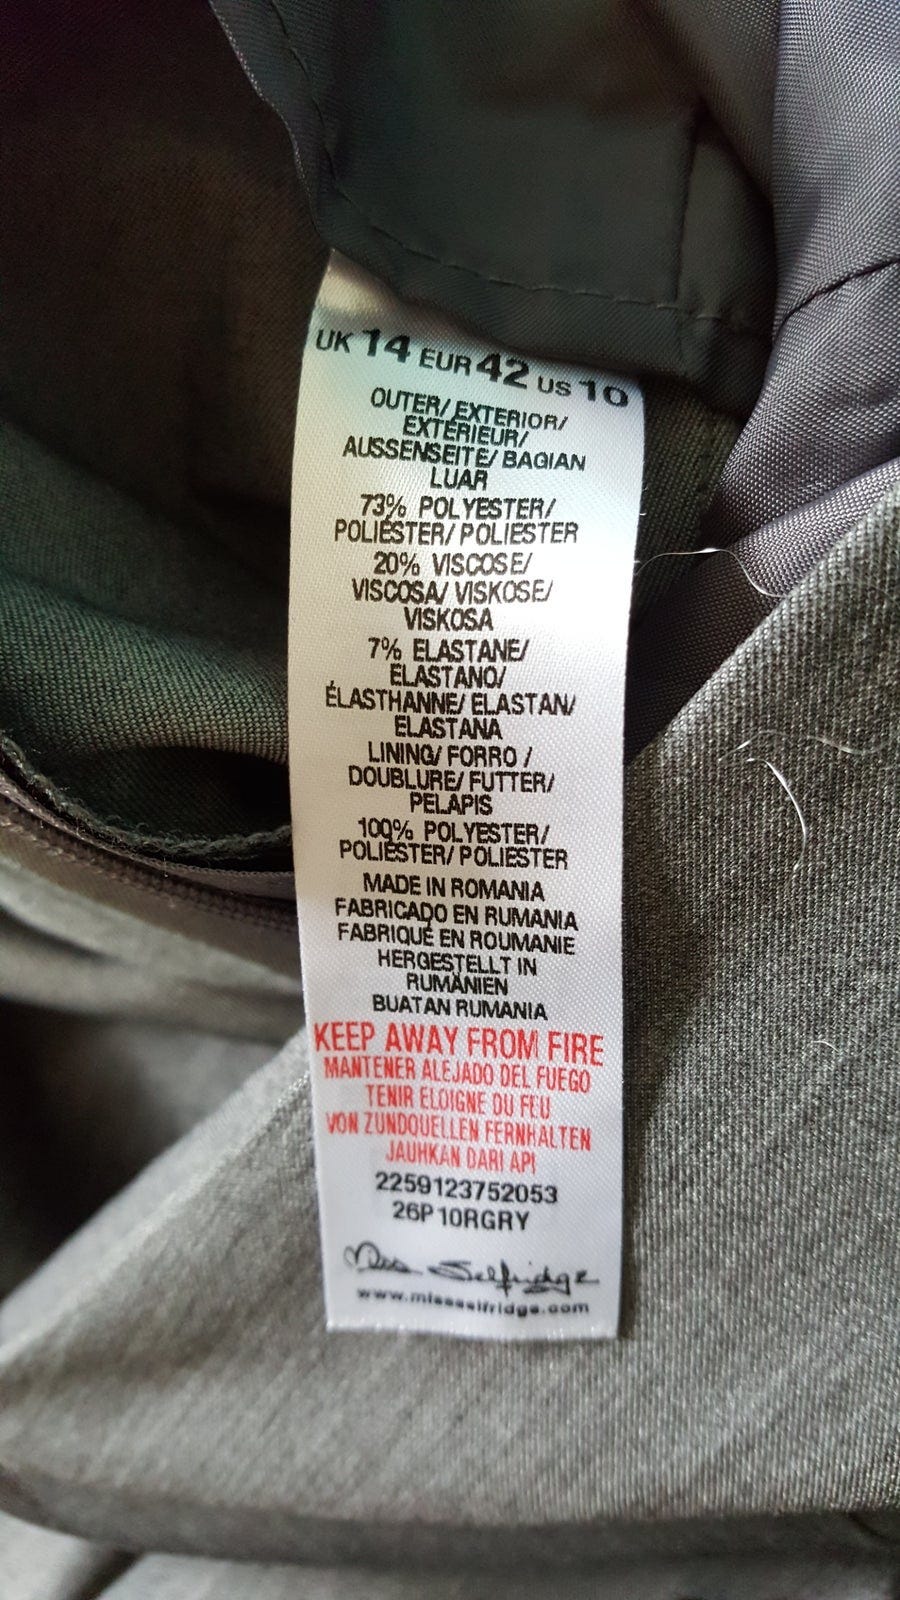 UK 14 EUR 42 US 10
OUTER/ EXTERIOR/
EXTÉRIEUR/
AUSSENSEITE/ BAGIAN
LUAR
73% POLYESTER/
POLIÉSTER/ POLIESTER
20% VISCOSE/
VISCOSA/ VISKOSE/
VISKOSA
7% ELASTANE/
ELASTANO/
ÉLASTHANNE/ ELASTAN/
ELASTANA
LINING/ FORRO /
DOUBLURE/ FUTTER/
PELAPIS
100% POLYESTER/
POLIÉSTER/ POLIESTER
MADE IN ROMANIA
FABRICADO EN RUMANIA
FABRIQUÉ EN ROUMANIE
HERGESTELLT IN
RUMÄNIEN
BUATAN RUMANIA
KEEP AWAY FROM FIRE
MANTENER ALEJADO DEL FUEGO
TENIR ELOIGNE DU FEU
VON ZUNDQUELLEN FERNHALTEN
JAUHKAN DARI API
2259123752053
26P10RGRY
Miss Selfridge
www.missselfridge.com